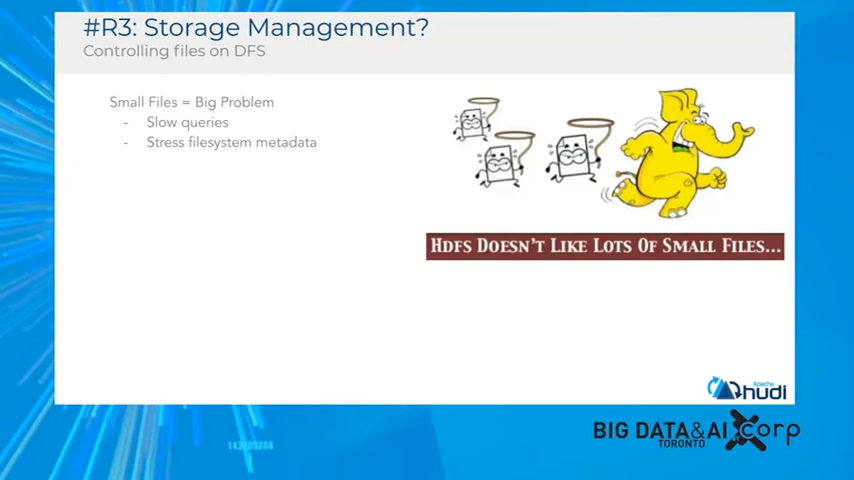 #R3: Storage Management?
Controlling files on DFS
Small Files = Big Problem
- Slow queries
- Stress filesystem metadata
HDFS DOESN'T LIKE LOTS OF SMALL FILES...
Apache
hudi
BIG DATA&AI
TORONTO
corp